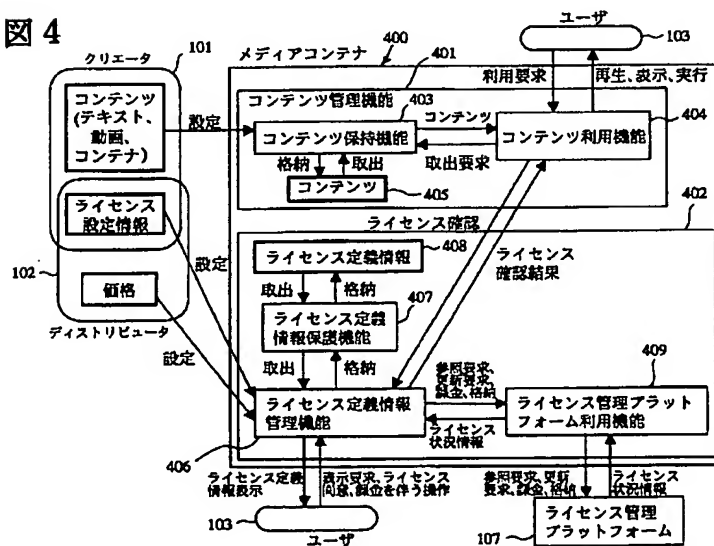 図4
クリエータ
101
コンテンツ
(テキスト、
動画、
コンテナ)
設定
ライセンス
設定情報
102
価格
ディストリビュータ
設定
設定
メディアコンテナ
400
ユーザ
103
利用要求
再生、表示、実行
401
コンテンツ管理機能
403
コンテンツ保持機能
コンテンツ
取出要求
コンテンツ利用機能
404
格納
取出
コンテンツ
405
ライセンス確認
402
ライセンス定義情報
408
取出
格納
407
ライセンス定義
情報保護機能
取出
格納
ライセンス
確認結果
ライセンス定義情報
管理機能
406
参照要求、
更新要求、
課金、格納
ライセンス
状況情報
409
ライセンス管理プラット
フォーム利用機能
ライセンス定義
情報表示
表示要求、ライセンス
同意、課金を伴う操作
103
ユーザ
参照要求、更新
要求、課金、格納
ライセンス
状況情報
107
ライセンス管理
プラットフォーム